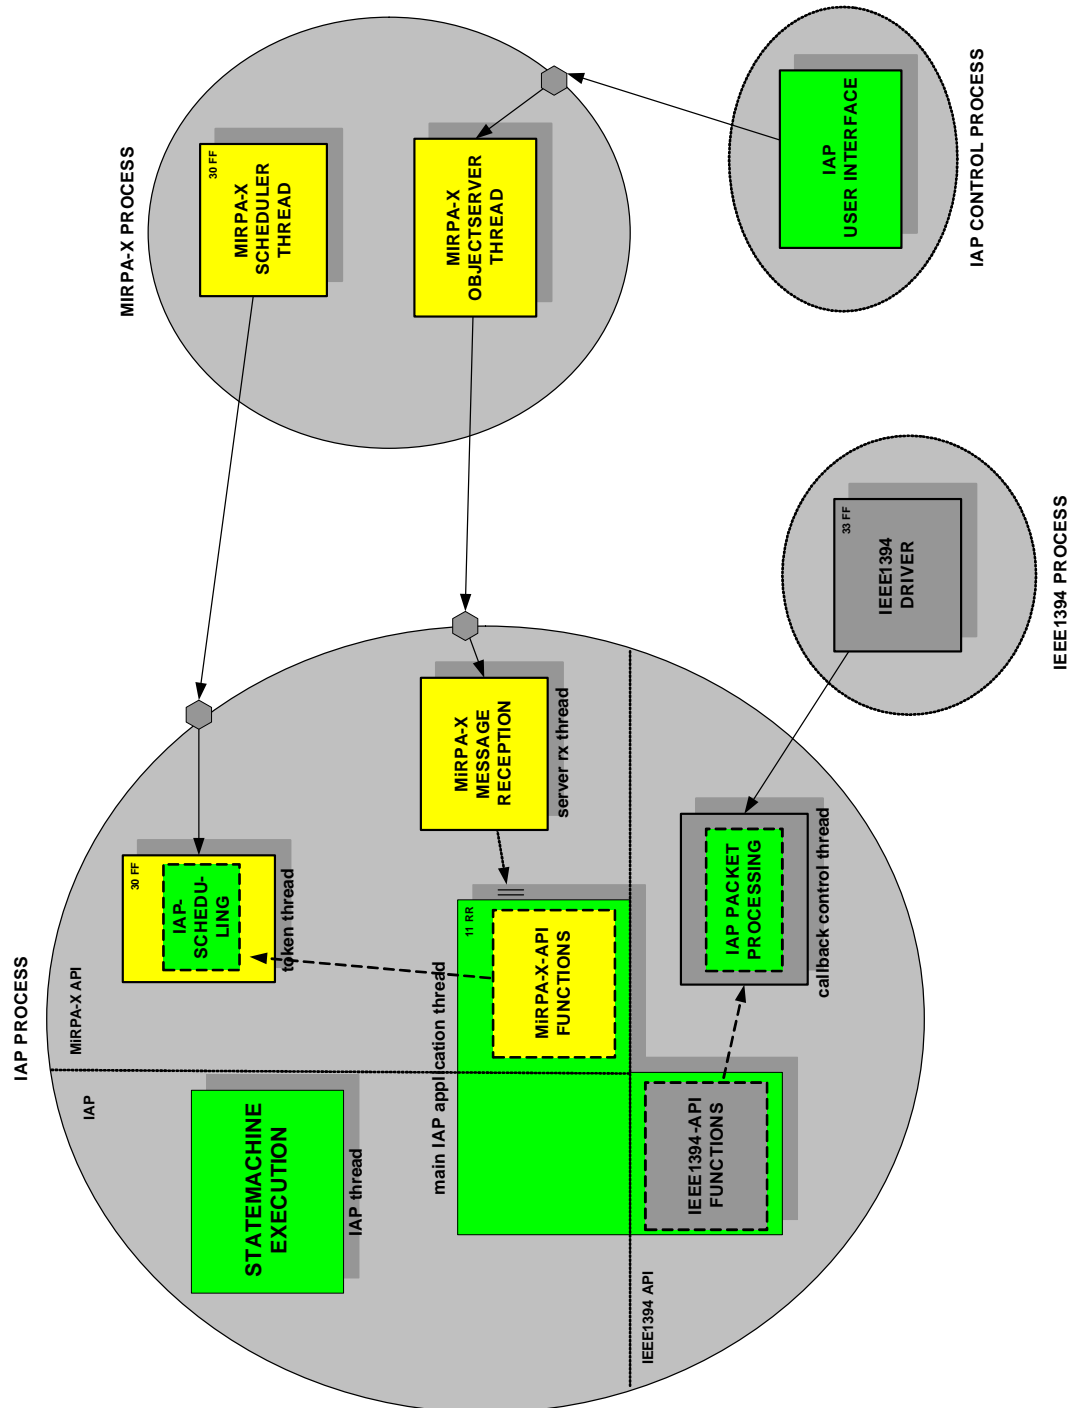 IAP PROCESS
IAP
MiRPA-X API
IEEE1394 API
STATEMACHINE
EXECUTION
IAP thread
30 FF
IAP-
SCHEDU-
LING
token thread
main IAP application thread
11 RR
MiRPA-X-API
FUNCTIONS
IEEE1394-API
FUNCTIONS
MiRPA-X
MESSAGE
RECEPTION
server rx thread
IAP PACKET
PROCESSING
callback control thread
MIRPA-X PROCESS
30 FF
MIRPA-X
SCHEDULER
THREAD
MIRPA-X
OBJECTSERVER
THREAD
33 FF
IEEE1394
DRIVER
IEEE1394 PROCESS
IAP
USER INTERFACE
IAP CONTROL PROCESS